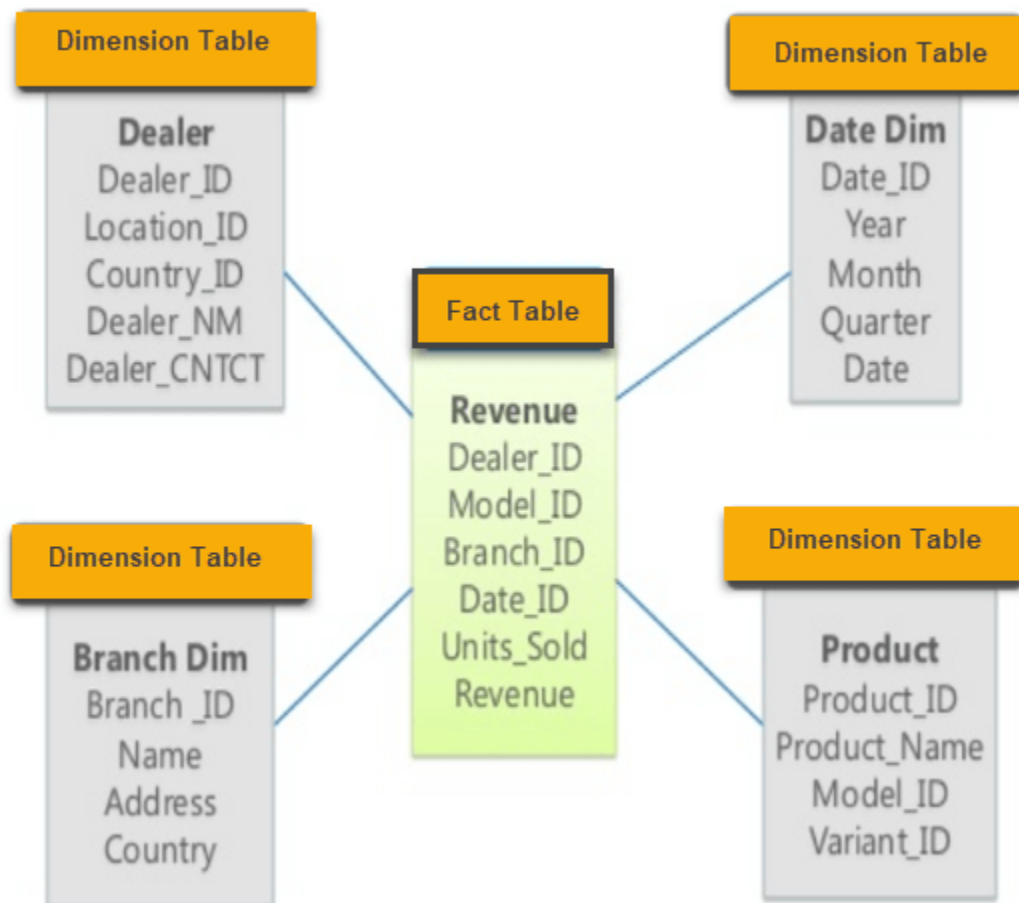 Dimension Table
Dealer
Dealer_ID
Location_ID
Country_ID
Dealer_NM
Dealer_CNTCT
Dimension Table
Date Dim
Date_ID
Year
Month
Quarter
Date
Fact Table
Revenue
Dealer_ID
Model_ID
Branch_ID
Date_ID
Units_Sold
Revenue
Dimension Table
Branch Dim
Branch _ID
Name
Address
Country
Dimension Table
Product
Product_ID
Product_Name
Model_ID
Variant_ID